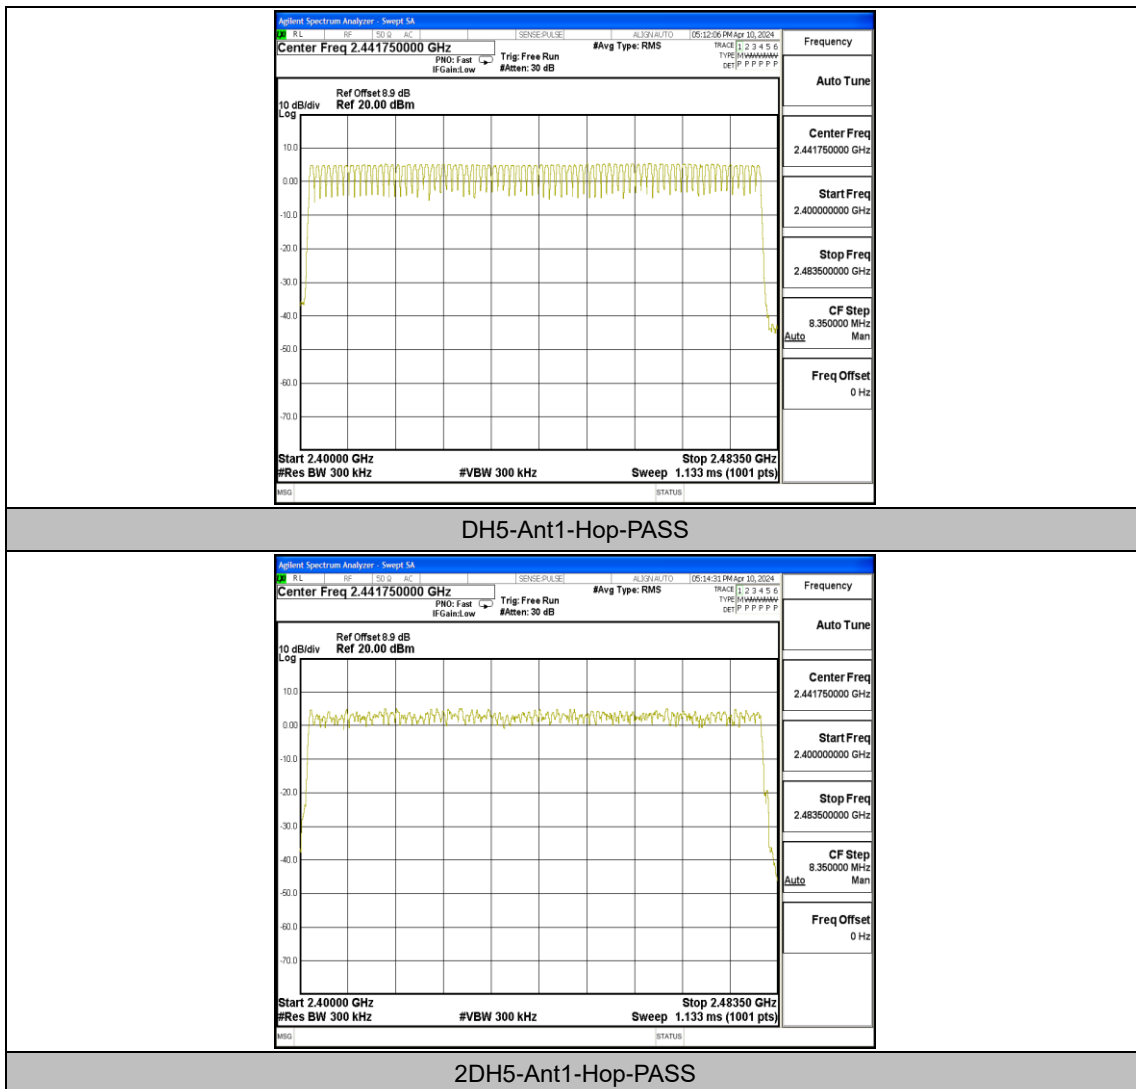 Agilent Spectrum Analyzer - Swept SA
RL RF 50 Ω AC SENSE:PULSE ALIGN AUTO 05:12:06 PM Apr 10, 2024
Center Freq 2.441750000 GHz #Avg Type: RMS TRACE 1 2 3 4 5 6
PNO: Fast Trig: Free Run TYPE M
IFGain:Low #Atten: 30 dB DET P P P P P P
Frequency
Ref Offset 8.9 dB
10 dB/div Ref 20.00 dBm
Log
10.0
0.00
-10.0
-20.0
-30.0
-40.0
-50.0
-60.0
-70.0
Start 2.40000 GHz Stop 2.48350 GHz
#Res BW 300 kHz #VBW 300 kHz Sweep 1.133 ms (1001 pts)
MSG STATUS
Auto Tune
Center Freq
2.441750000 GHz
Start Freq
2.400000000 GHz
Stop Freq
2.483500000 GHz
CF Step
8.350000 MHz
Auto Man
Freq Offset
0 Hz
DH5-Ant1-Hop-PASS
Agilent Spectrum Analyzer - Swept SA
RL RF 50 Ω AC SENSE:PULSE ALIGN AUTO 05:14:31 PM Apr 10, 2024
Center Freq 2.441750000 GHz #Avg Type: RMS TRACE 1 2 3 4 5 6
PNO: Fast Trig: Free Run TYPE M
IFGain:Low #Atten: 30 dB DET P P P P P P
Frequency
Ref Offset 8.9 dB
10 dB/div Ref 20.00 dBm
Log
10.0
0.00
-10.0
-20.0
-30.0
-40.0
-50.0
-60.0
-70.0
Start 2.40000 GHz Stop 2.48350 GHz
#Res BW 300 kHz #VBW 300 kHz Sweep 1.133 ms (1001 pts)
MSG STATUS
Auto Tune
Center Freq
2.441750000 GHz
Start Freq
2.400000000 GHz
Stop Freq
2.483500000 GHz
CF Step
8.350000 MHz
Auto Man
Freq Offset
0 Hz
2DH5-Ant1-Hop-PASS